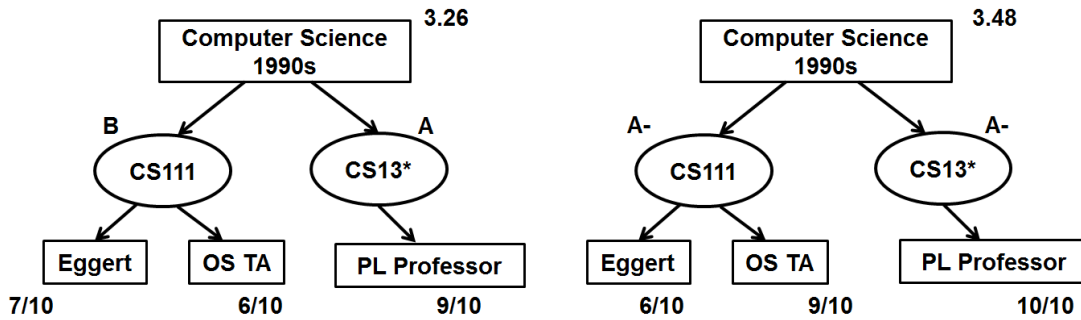 3.26
Computer Science
1990s
B
A
CS111
CS13*
Eggert
OS TA
PL Professor
7/10
6/10
9/10
3.48
Computer Science
1990s
A-
A-
CS111
CS13*
Eggert
OS TA
PL Professor
6/10
9/10
10/10